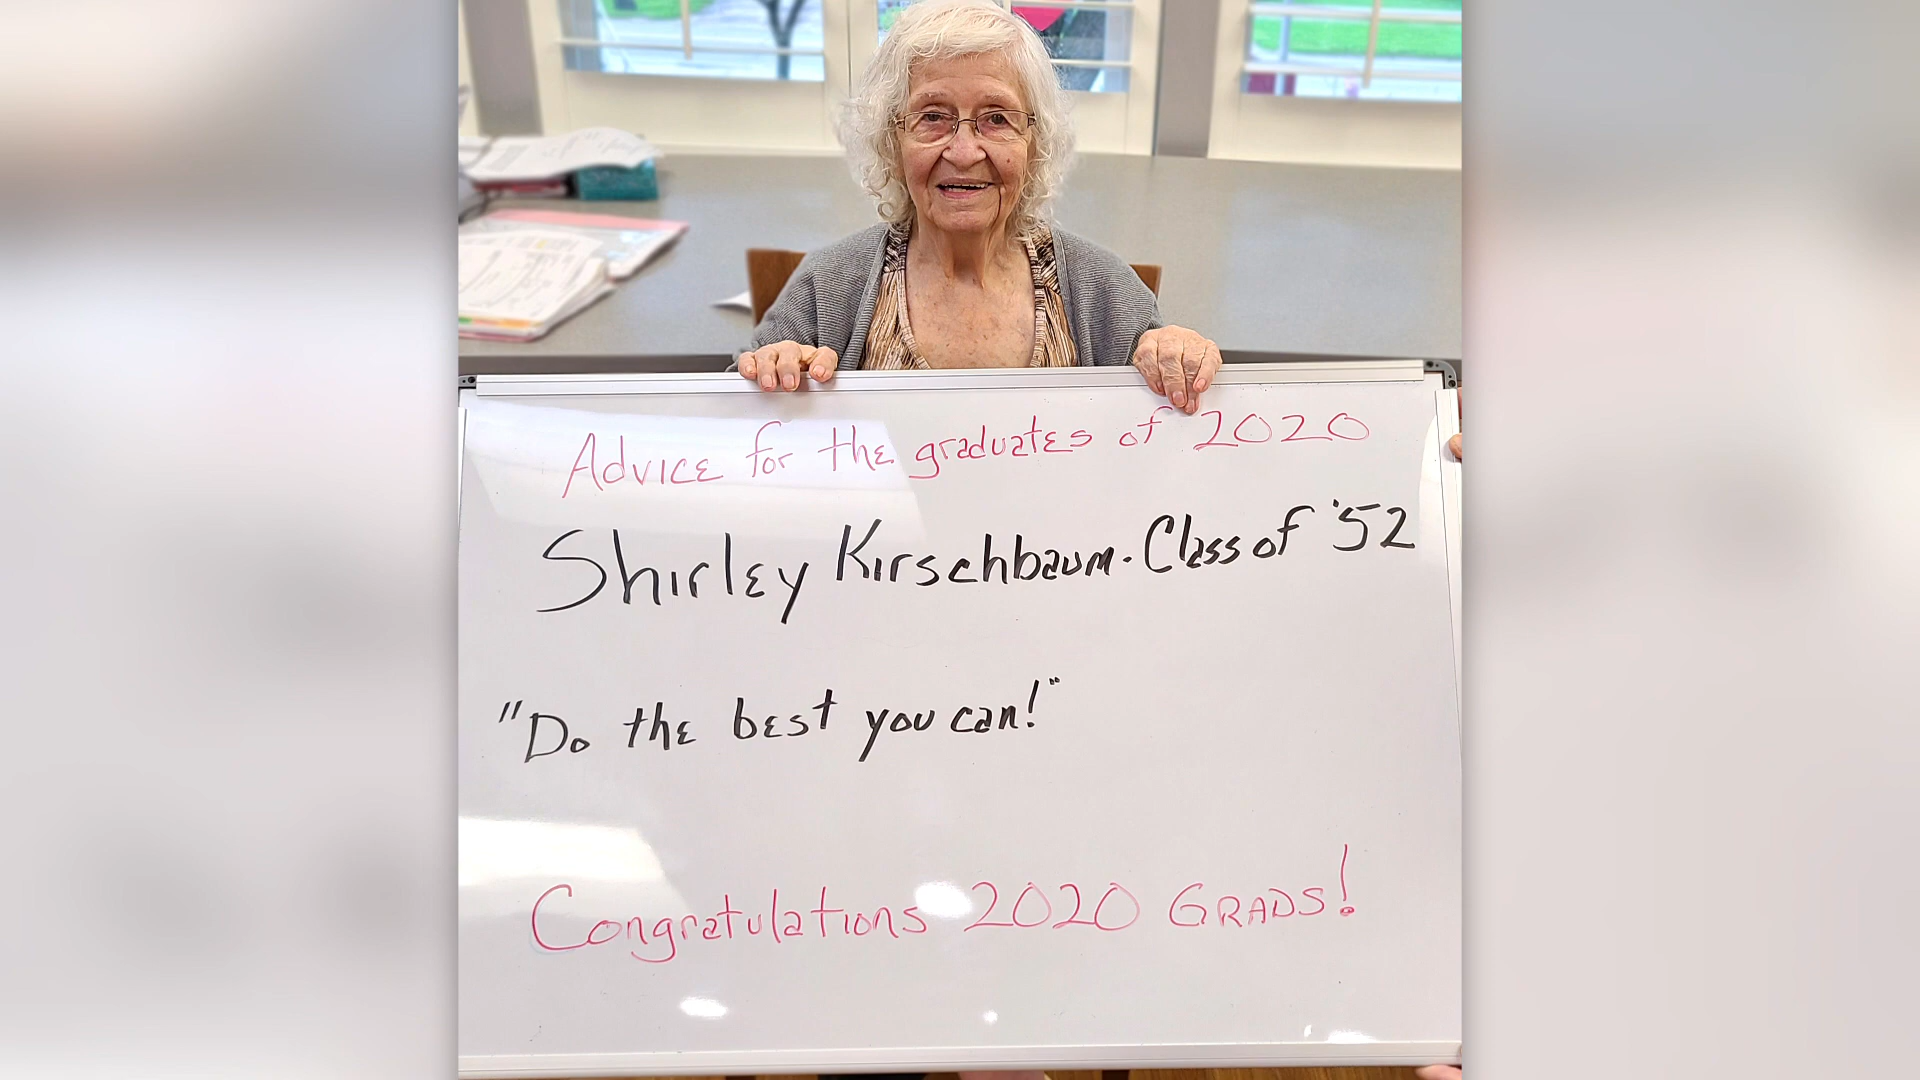 Advice for the graduates of 2020
Shirley Kirschbaum. Class of '52
"Do the best you can!"
Congratulations 2020 GRADS!